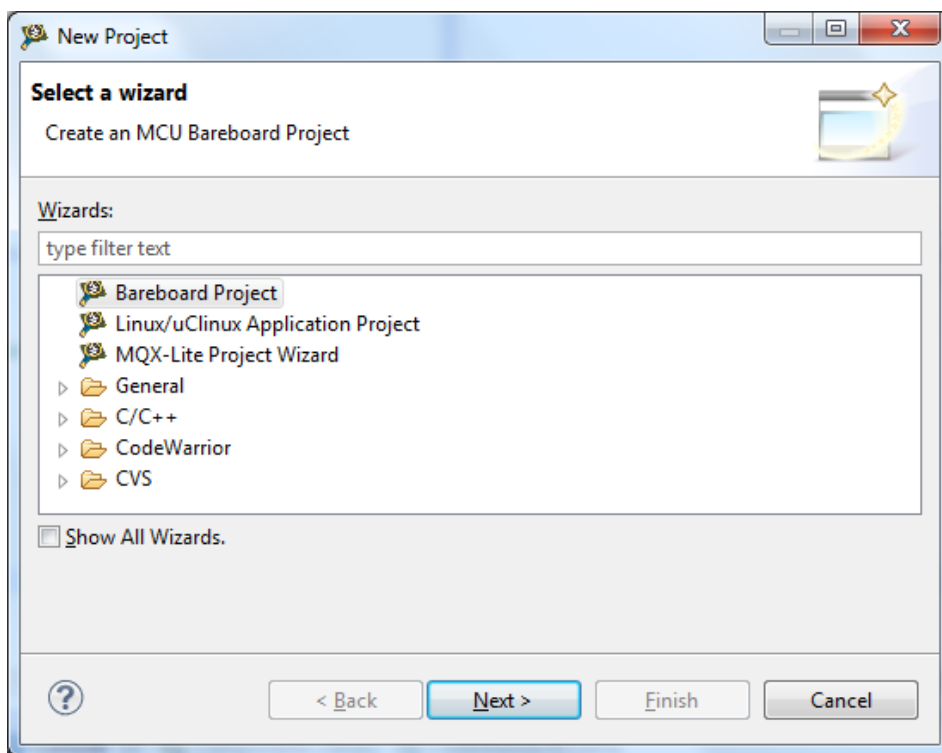 New Project
Select a wizard
Create an MCU Bareboard Project
Wizards:
type filter text
Bareboard Project
Linux/uClinux Application Project
MQX-Lite Project Wizard
General
C/C++
CodeWarrior
CVS
Show All Wizards.
? < Back Next > Finish Cancel